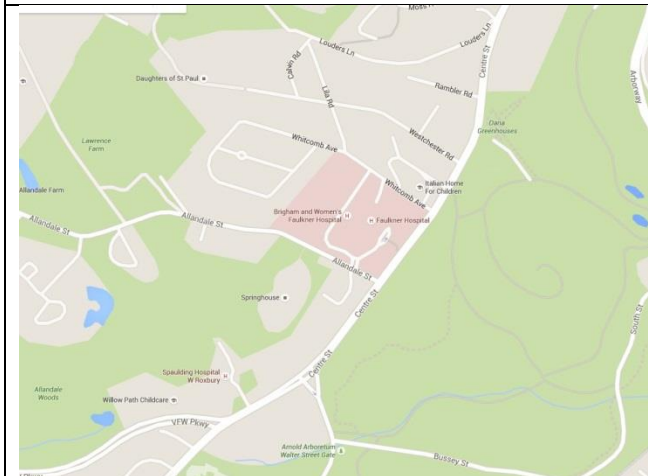 Moss
Louders Ln
Louders Ln
Calvin Rd
Centre St
Daughters of St. Paul
Lila Rd
Rambler Rd
Arborway
Dana
Greenhouses
Westchester Rd
Lawrence
Farm
Whitcomb Ave
Allandale Farm
Whitcomb Ave
Italian Home
For Children
Brigham and Women's
Faulkner Hospital
H
H
Faulkner Hospital
Allandale St
Allandale St
Allandale St
Springhouse
Centre St
South St
Spaulding Hospital
W Roxbury
H
Centre St
Allandale
Woods
Willow Path Childcare
VFW Pkwy
Arnold Arboretum
Walter Street Gate
Bussey St